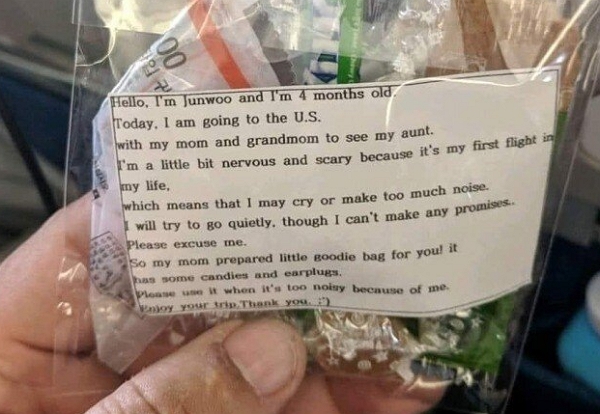 Hello, I'm Junwoo and I'm 4 months old
Today, I am going to the U.S.
with my mom and grandmom to see my aunt.
I'm a little bit nervous and scary because it's my first flight in
my life,
which means that I may cry or make too much noise.
I will try to go quietly, though I can't make any promises..
Please excuse me.
So my mom prepared little goodie bag for you! it
has some candies and earplugs.
Please use it when it's too noisy because of me.
Enjoy your trip.Thank you. :')